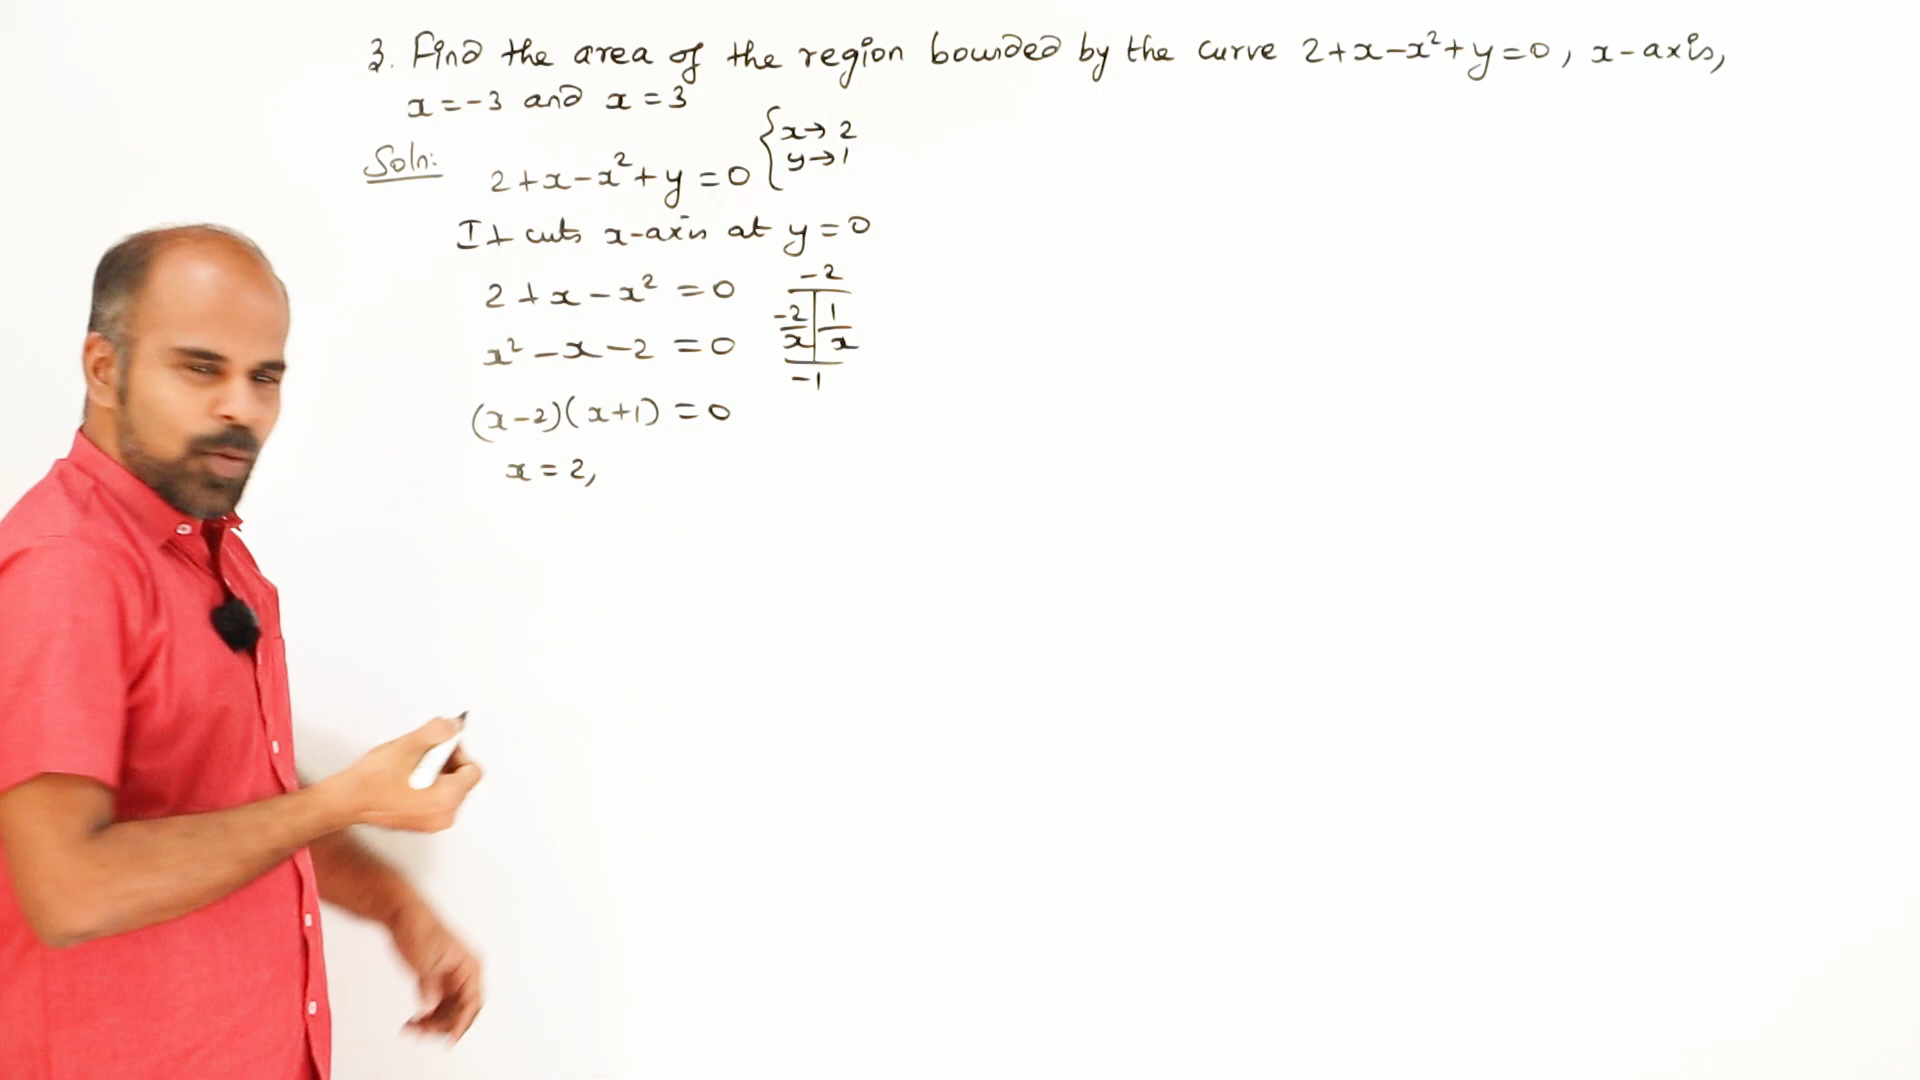 3. Find the area of the region bounded by the curve 2+x-x²+y=0, x-axis,
x=-3 and x=3
Soln:
2+x-x²+y=0 { x→2
y→1
It cuts x-axis at y=0
2+x-x²=0
x²-x-2=0
-2
-2 | 1
x | x
-1
(x-2)(x+1)=0
x=2,